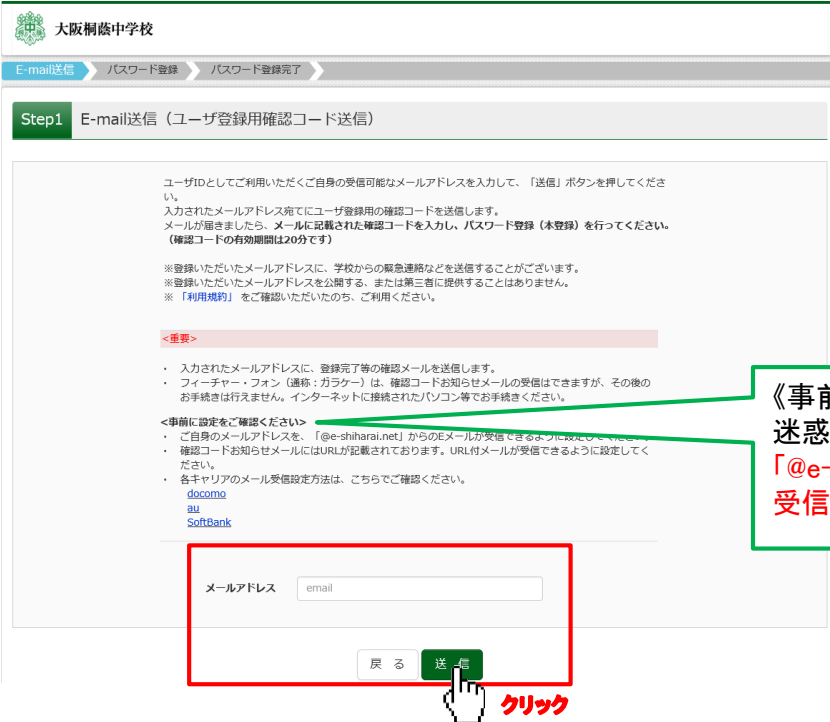 大阪桐蔭中学校
E-mail送信 パスワード登録 パスワード登録完了
Step1 E-mail送信（ユーザ登録用確認コード送信）
ユーザIDとしてご利用いただくご自身の受信可能なメールアドレスを入力して、「送信」ボタンを押してくださ
い。
入力されたメールアドレス宛てにユーザ登録用の確認コードを送信します。
メールが届きましたら、メールに記載された確認コードを入力し、パスワード登録（本登録）を行ってください。
（確認コードの有効期間は20分です）
※登録いただいたメールアドレスに、学校からの緊急連絡などを送信することがございます。
※登録いただいたメールアドレスを公開する、または第三者に提供することはありません。
※ 「利用規約」 をご確認いただいたのち、ご利用ください。
<重要>
・ 入力されたメールアドレスに、登録完了等の確認メールを送信します。
・ フィーチャー・フォン（通称：ガラケー）は、確認コードお知らせメールの受信はできますが、その後の
お手続きは行えません。インターネットに接続されたパソコン等でお手続きください。
<事前に設定をご確認ください>
・ ご自身のメールアドレスを、「@e-shiharai.net」からのEメールが受信できるように設定してください。
・ 確認コードお知らせメールにはURLが記載されております。URL付メールが受信できるように設定してく
ださい。
・ 各キャリアのメール受信設定方法は、こちらでご確認ください。
docomo
au
SoftBank
《事前
迷惑
「@e-
受信
メールアドレス email
戻 る 送 信
クリック